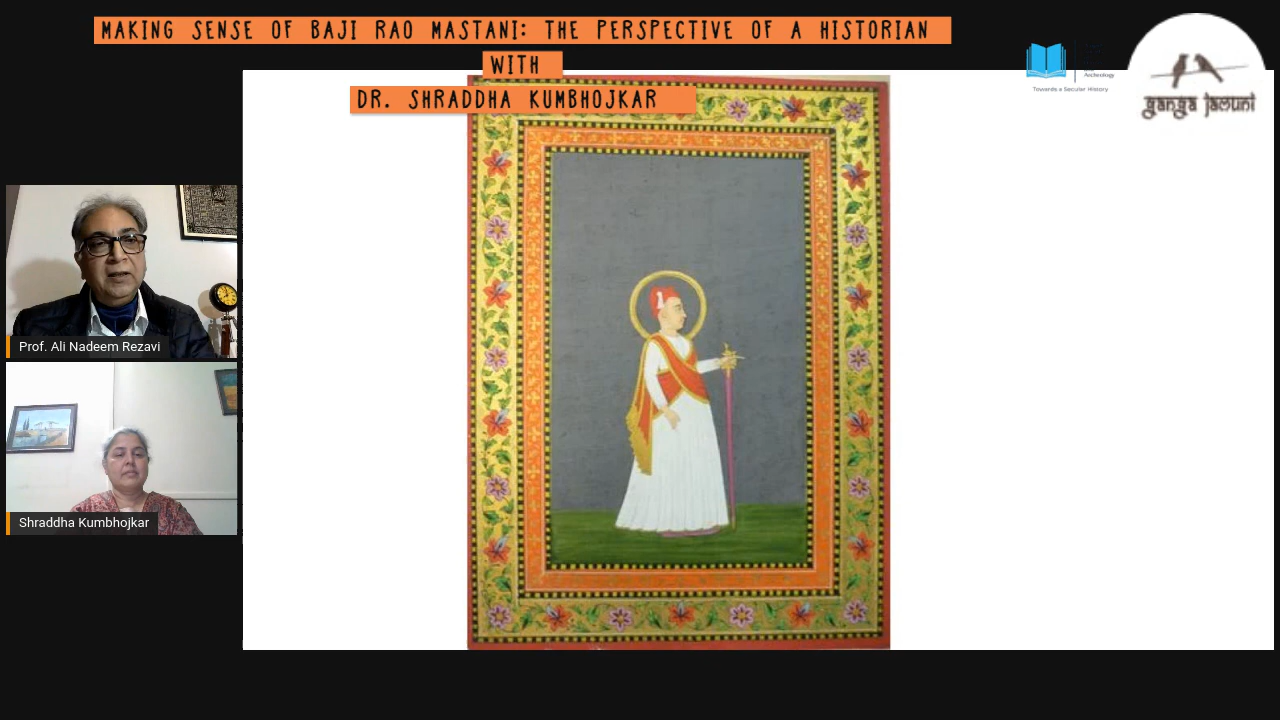 MAKING SENSE OF BAJI RAO MASTANI: THE PERSPECTIVE OF A HISTORIAN
WITH
DR. SHRADDHA KUMBHOJKAR
Archeology
Towards a Secular History
ganga jamuni
Prof. Ali Nadeem Rezavi
Shraddha Kumbhojkar